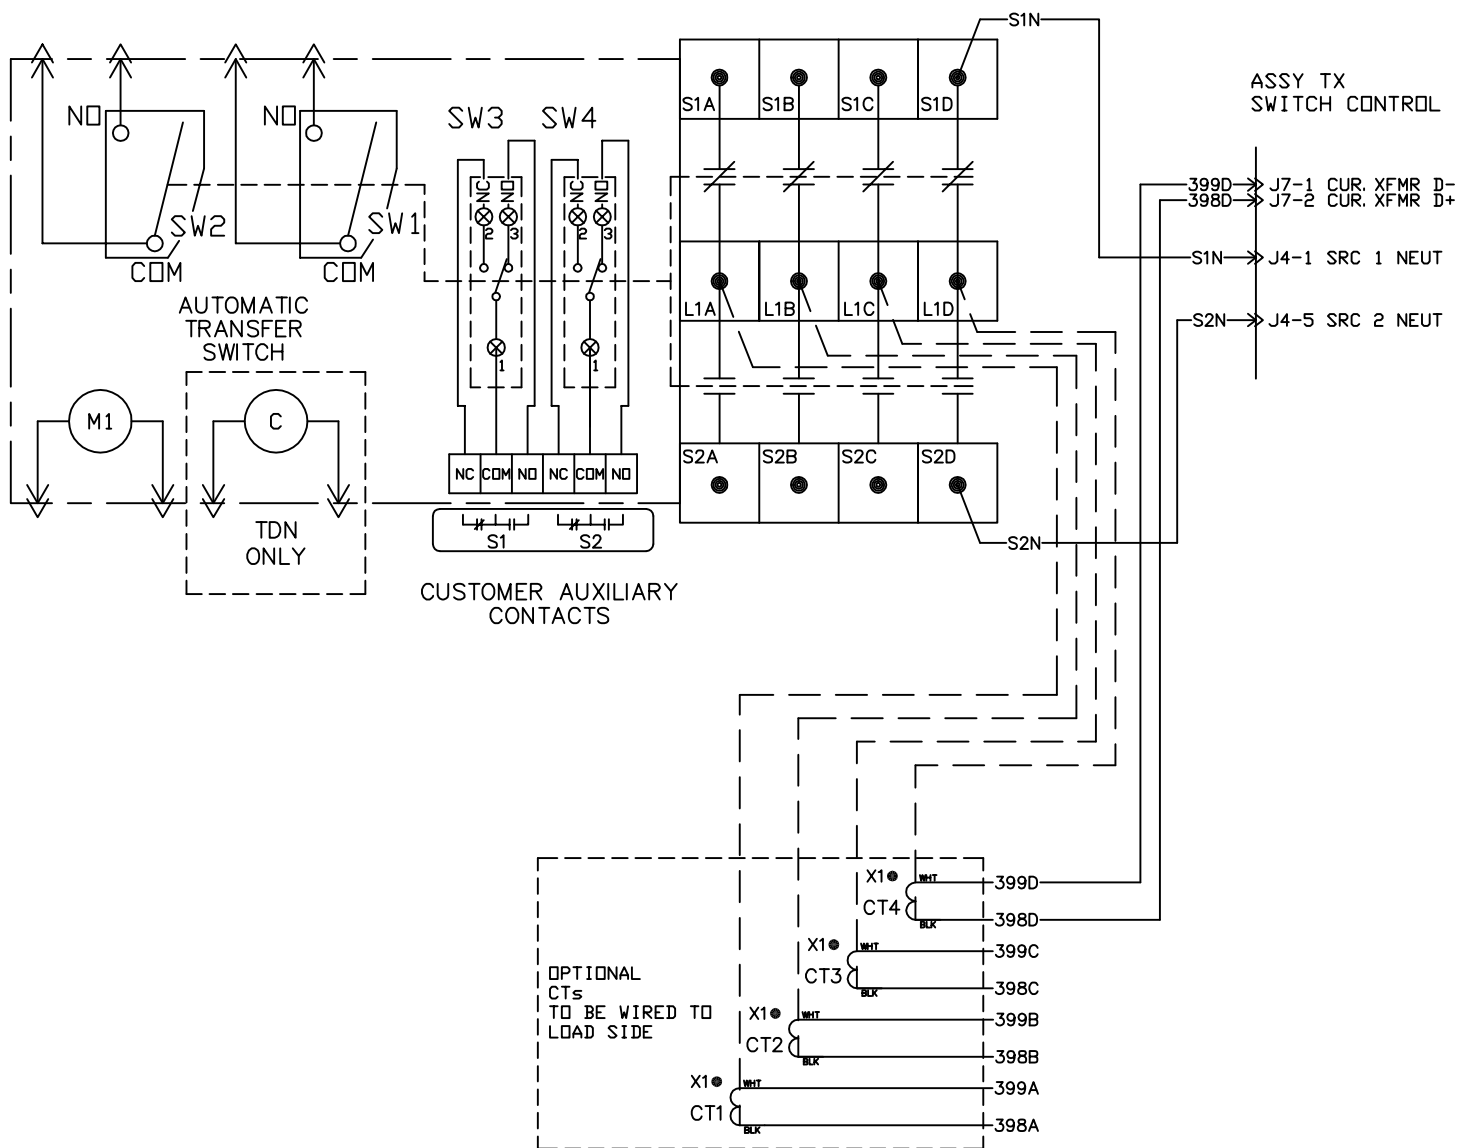 S1N
ASSY TX
SWITCH CONTROL
S1A
S1B
S1C
S1D
NO
NO
SW3
SW4
NC
NO
NC
NO
399D
J7-1 CUR. XFMR D-
398D
J7-2 CUR. XFMR D+
2
3
2
3
SW2
SW1
COM
COM
S1N
J4-1 SRC 1 NEUT
L1A
L1B
L1C
L1D
S2N
J4-5 SRC 2 NEUT
AUTOMATIC
TRANSFER
SWITCH
1
1
M1
C
NC
COM
NO
NC
COM
NO
S2A
S2B
S2C
S2D
TDN
ONLY
S1
S2
S2N
CUSTOMER AUXILIARY
CONTACTS
X1
WHT
399D
CT4
BLK
398D
X1
WHT
399C
CT3
BLK
398C
OPTIONAL
CTs
TO BE WIRED TO
LOAD SIDE
X1
WHT
399B
CT2
BLK
398B
X1
WHT
399A
CT1
BLK
398A